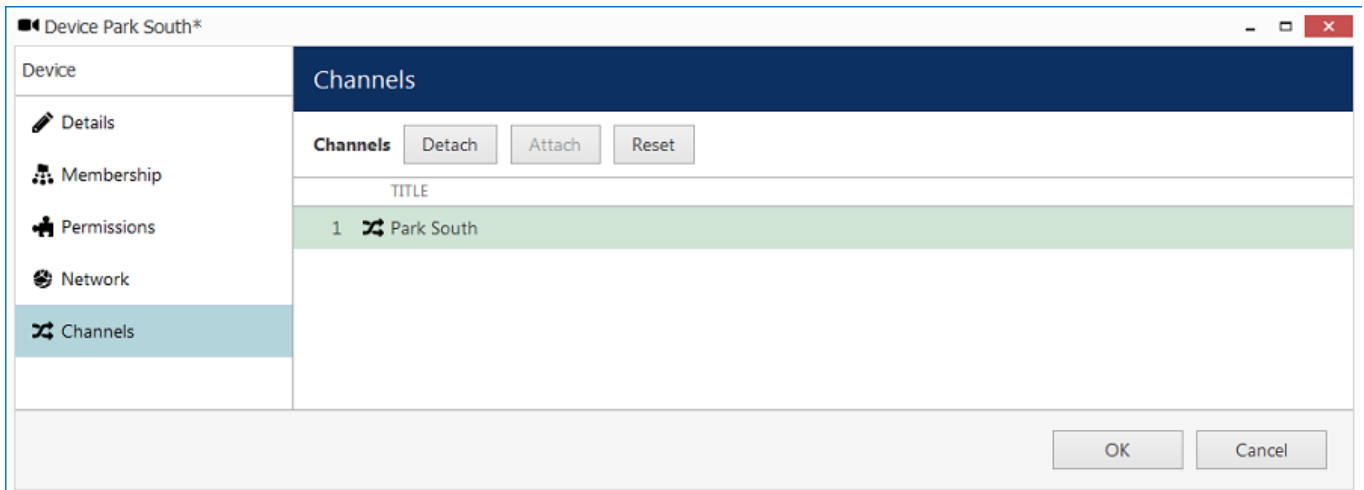 Device Park South*
Device
Details
Membership
Permissions
Network
Channels
Channels
Channels Detach Attach Reset
TITLE
1 Park South
OK Cancel